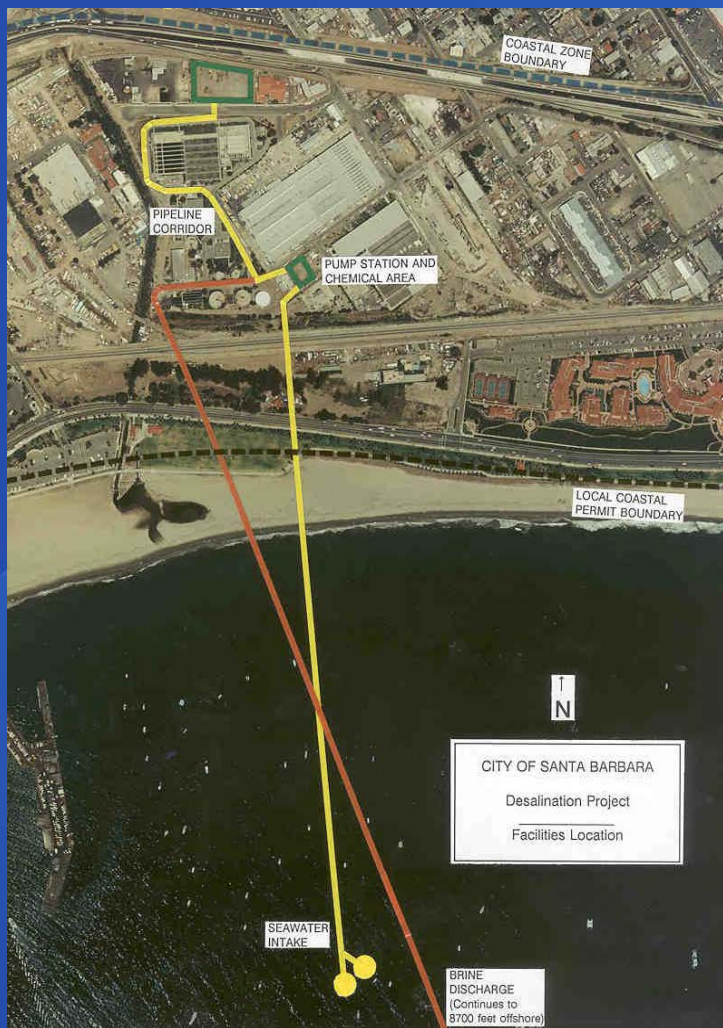 COASTAL ZONE
BOUNDARY
PIPELINE
CORRIDOR
PUMP STATION AND
CHEMICAL AREA
LOCAL COASTAL
PERMIT BOUNDARY
↑
N
CITY OF SANTA BARBARA
Desalination Project
Facilities Location
SEAWATER
INTAKE
BRINE
DISCHARGE
(Continues to
8700 feet offshore)